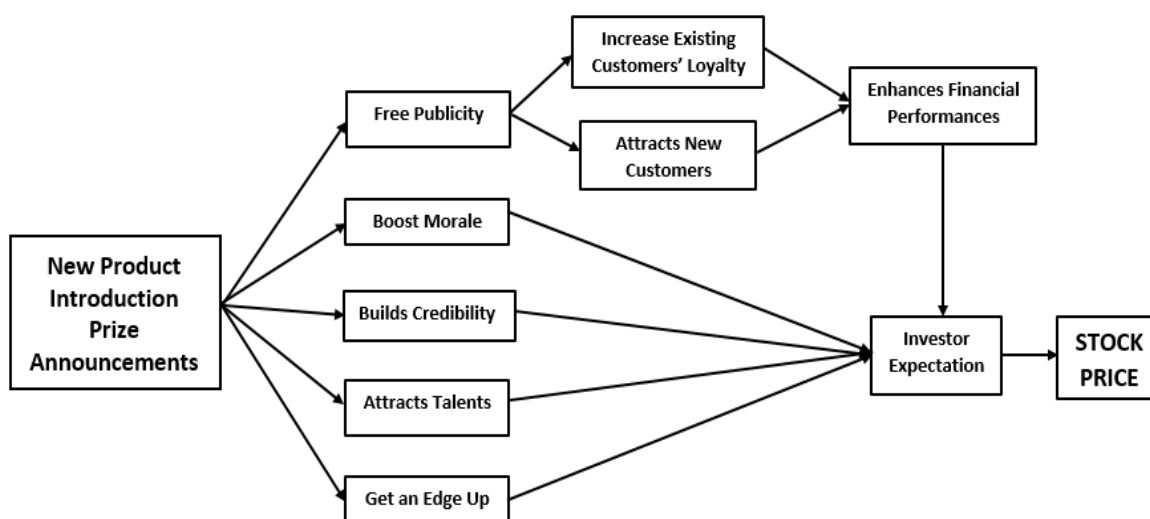 New Product
Introduction
Prize
Announcements
Free Publicity
Boost Morale
Builds Credibility
Attracts Talents
Get an Edge Up
Increase Existing
Customers’ Loyalty
Attracts New
Customers
Enhances Financial
Performances
Investor
Expectation
STOCK
PRICE